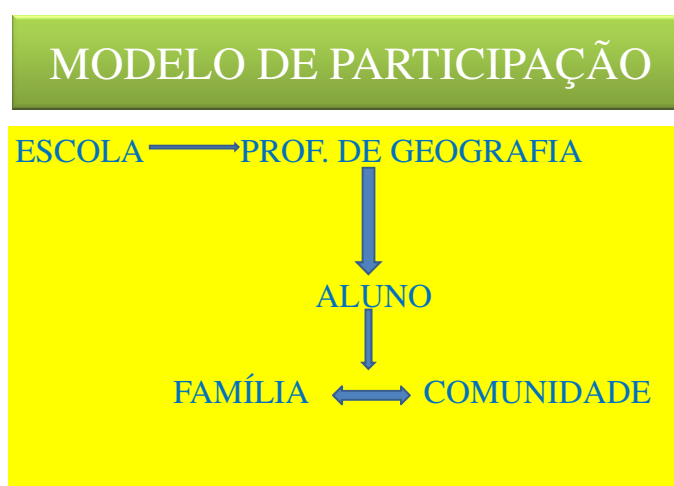 MODELO DE PARTICIPAÇÃO
ESCOLA PROF. DE GEOGRAFIA
ALUNO
FAMÍLIA COMUNIDADE